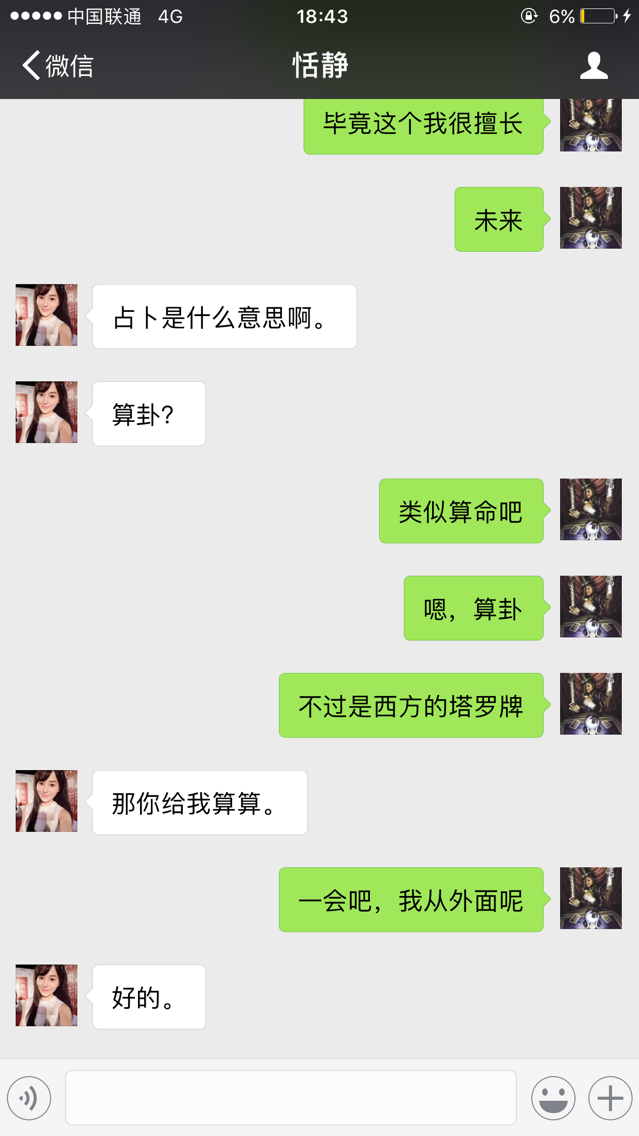 中国联通 4G 18:43 6%
微信 恬静
毕竟这个我很擅长
未来
占卜是什么意思啊。
算卦?
类似算命吧
嗯，算卦
不过是西方的塔罗牌
那你给我算算。
一会吧，我从外面呢
好的。